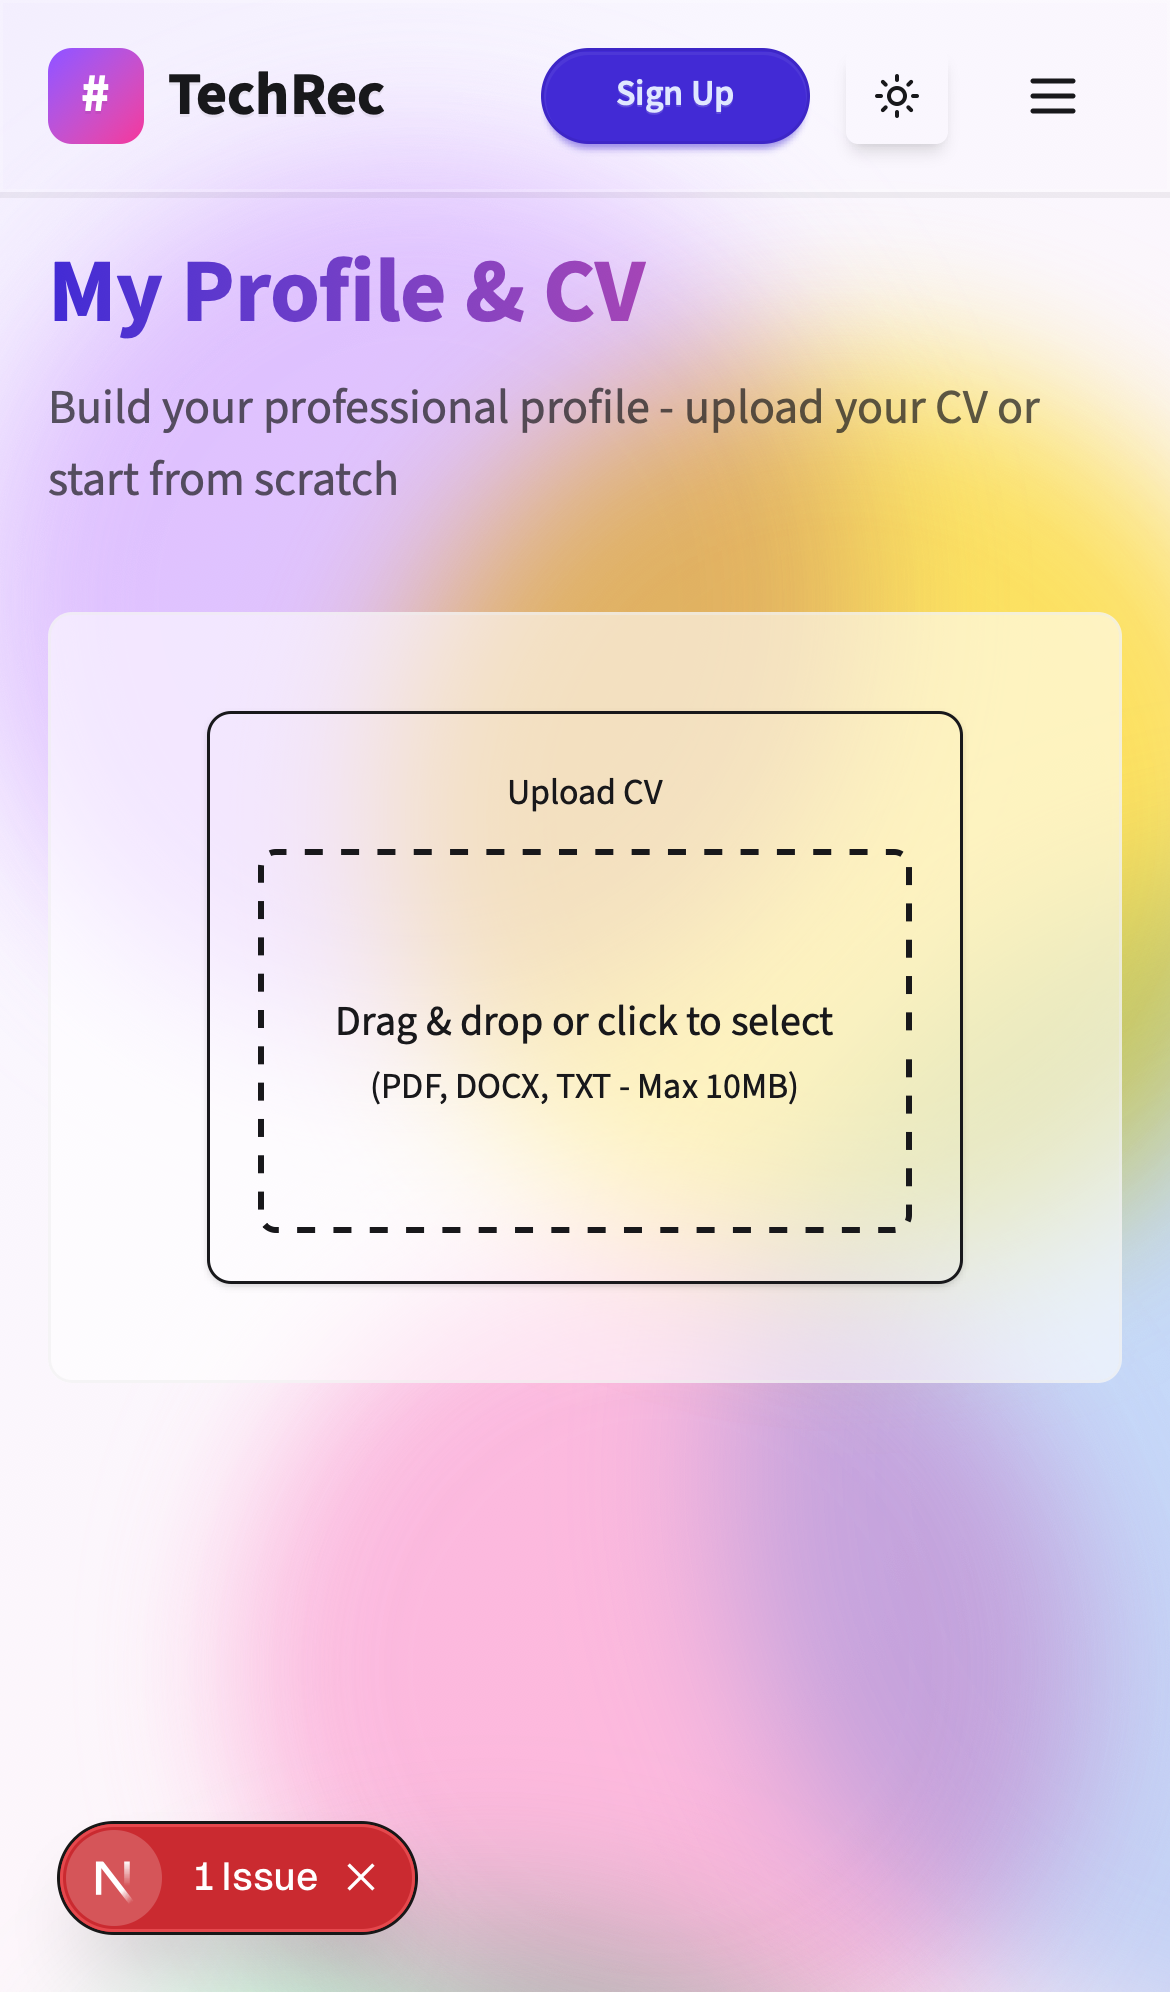 #
TechRec
Sign Up
My Profile & CV
Build your professional profile - upload your CV or
start from scratch
Upload CV
Drag & drop or click to select
(PDF, DOCX, TXT - Max 10MB)
N
1 Issue